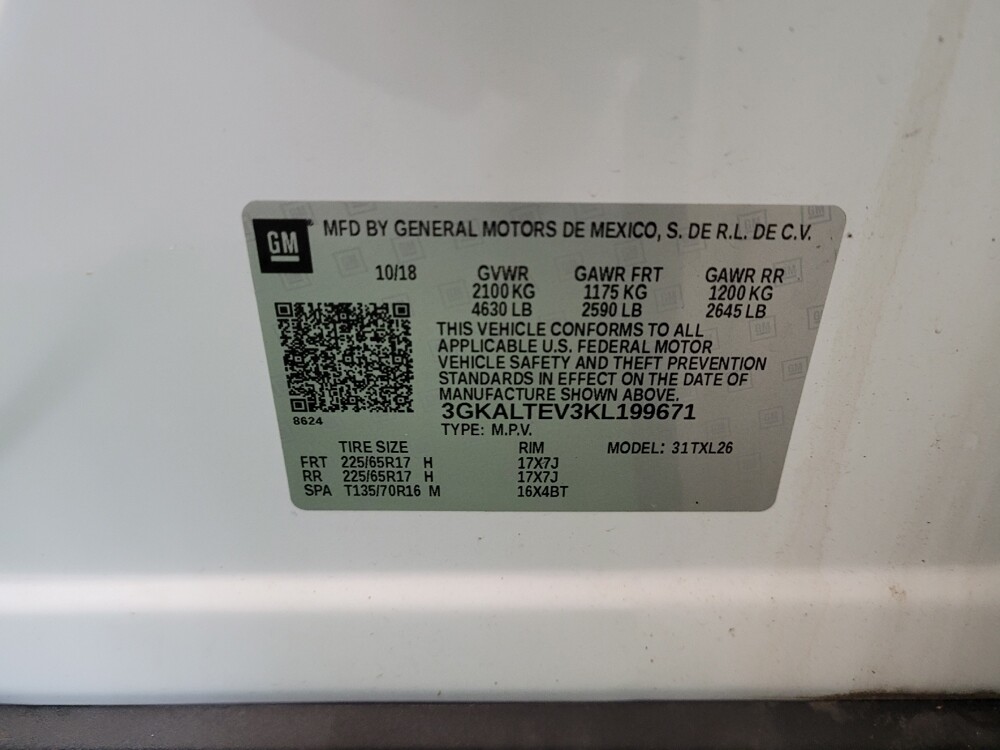 GM MFD BY GENERAL MOTORS DE MEXICO, S. DE R.L. DE C.V.
10/18 GVWR GAWR FRT GAWR RR
2100 KG 1175 KG 1200 KG
4630 LB 2590 LB 2645 LB
THIS VEHICLE CONFORMS TO ALL
APPLICABLE U.S. FEDERAL MOTOR
VEHICLE SAFETY AND THEFT PREVENTION
STANDARDS IN EFFECT ON THE DATE OF
MANUFACTURE SHOWN ABOVE.
3GKALTEV3KL199671
8624
TYPE: M.P.V.
TIRE SIZE RIM MODEL: 31TXL26
FRT 225/65R17 H 17X7J
RR 225/65R17 H 17X7J
SPA T135/70R16 M 16X4BT